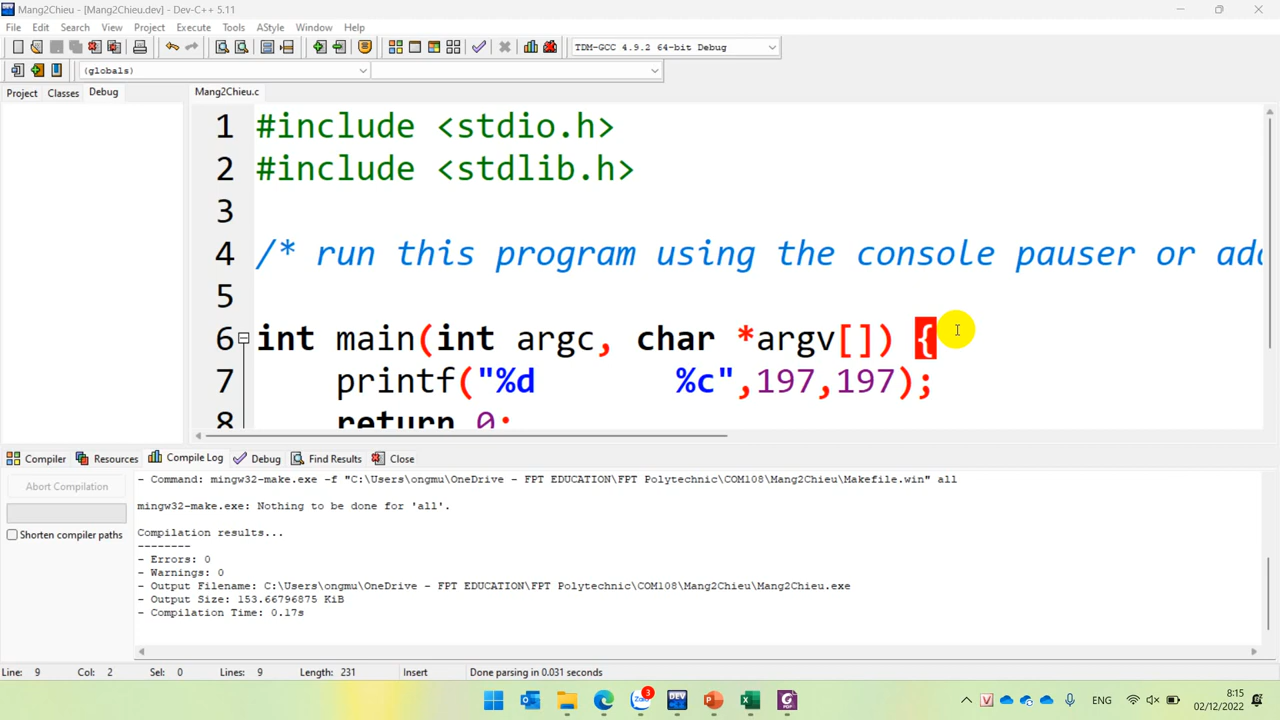 Mang2Chieu - [Mang2Chieu.dev] - Dev-C++ 5.11
File Edit Search View Project Execute Tools AStyle Window Help
TDM-GCC 4.9.2 64-bit Debug
(globals)
Project Classes Debug
Mang2Chieu.c
1 #include <stdio.h>
2 #include <stdlib.h>
3
4 /* run this program using the console pauser or add
5
6 int main(int argc, char *argv[]) {
7 printf("%d       %c",197,197);
8 return 0;
Compiler Resources Compile Log Debug Find Results Close
Abort Compilation
Shorten compiler paths
- Command: mingw32-make.exe -f "C:\Users\ongmu\OneDrive - FPT EDUCATION\FPT Polytechnic\COM108\Mang2Chieu\Makefile.win" all
mingw32-make.exe: Nothing to be done for 'all'.
Compilation results...
--------
- Errors: 0
- Warnings: 0
- Output Filename: C:\Users\ongmu\OneDrive - FPT EDUCATION\FPT Polytechnic\COM108\Mang2Chieu\Mang2Chieu.exe
- Output Size: 153.66796875 KiB
- Compilation Time: 0.17s
Line: 9 Col: 2 Sel: 0 Lines: 9 Length: 231 Insert Done parsing in 0.031 seconds
Zalo 3 DEV V ENG 8:15
02/12/2022